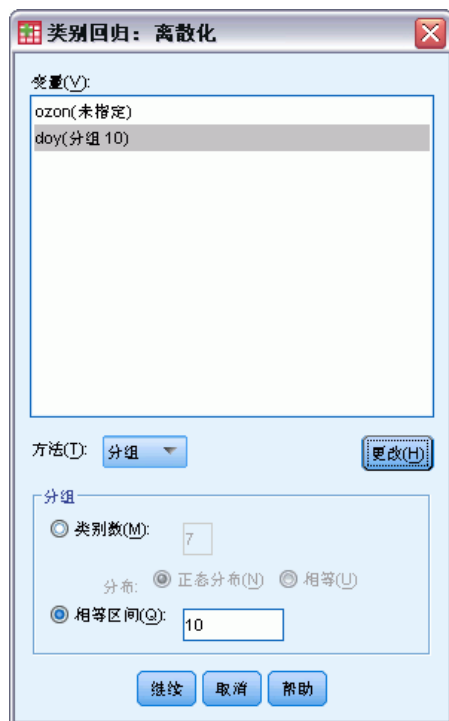 类别回归：离散化
变量(V):
ozon(未指定)
doy(分组 10)
方法(T): 分组 更改(H)
分组
类别数(M): 7
分布: 正态分布(N) 相等(U)
相等区间(Q): 10
继续 取消 帮助